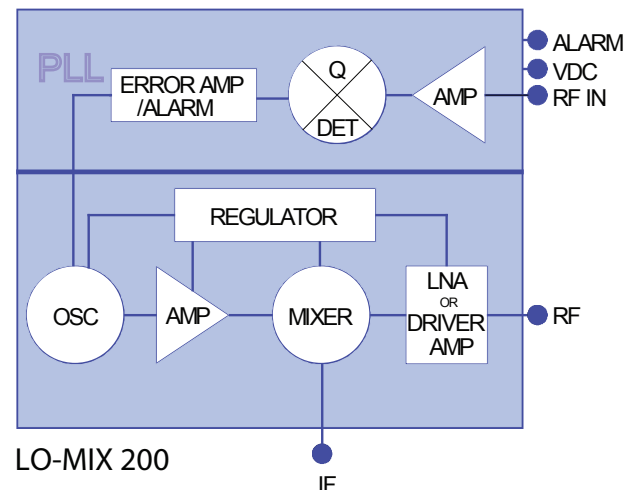 PLL
ERROR AMP
/ALARM
Q
DET
AMP
ALARM
VDC
RF IN
REGULATOR
OSC
AMP
MIXER
LNA
OR
DRIVER
AMP
RF
LO-MIX 200
IF